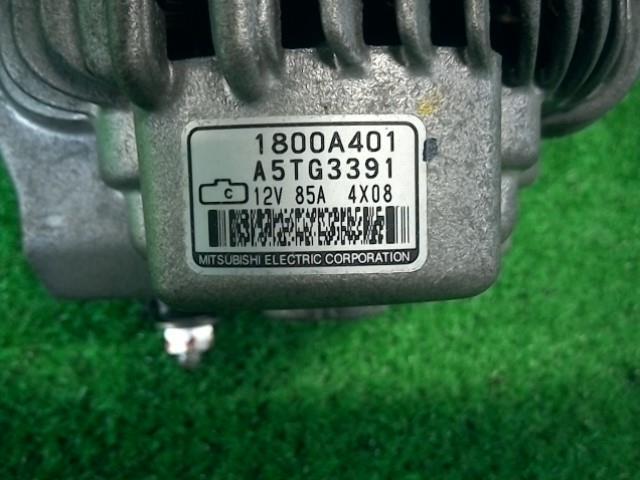 1800A401
A5TG3391
C 12V 85A 4X08
MITSUBISHI ELECTRIC CORPORATION